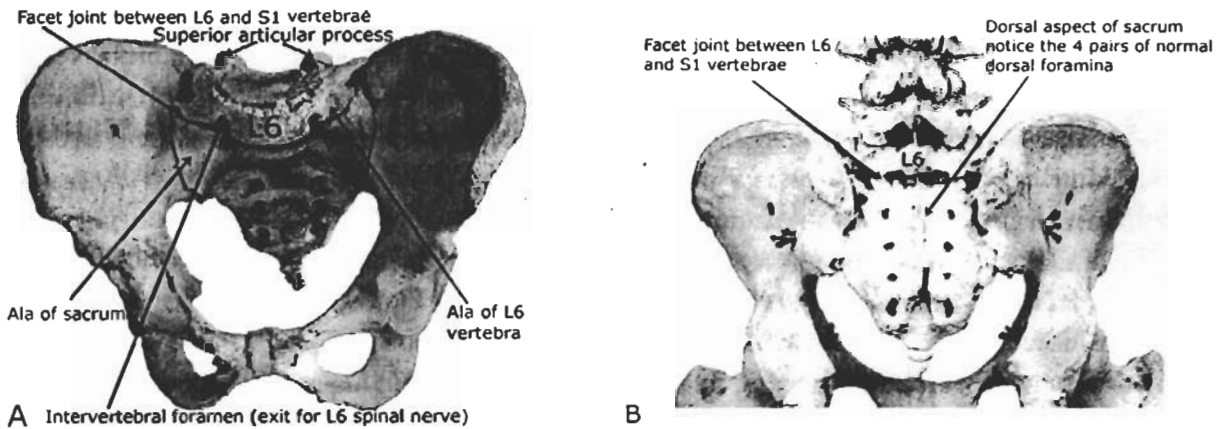 Facet joint between L6 and S1 vertebrae
Superior articular process
L6
Ala of sacrum
Ala of L6
vertebra
A
Intervertebral foramen (exit for L6 spinal nerve)
Dorsal aspect of sacrum
notice the 4 pairs of normal
dorsal foramina
Facet joint between L6
and S1 vertebrae
L6
B